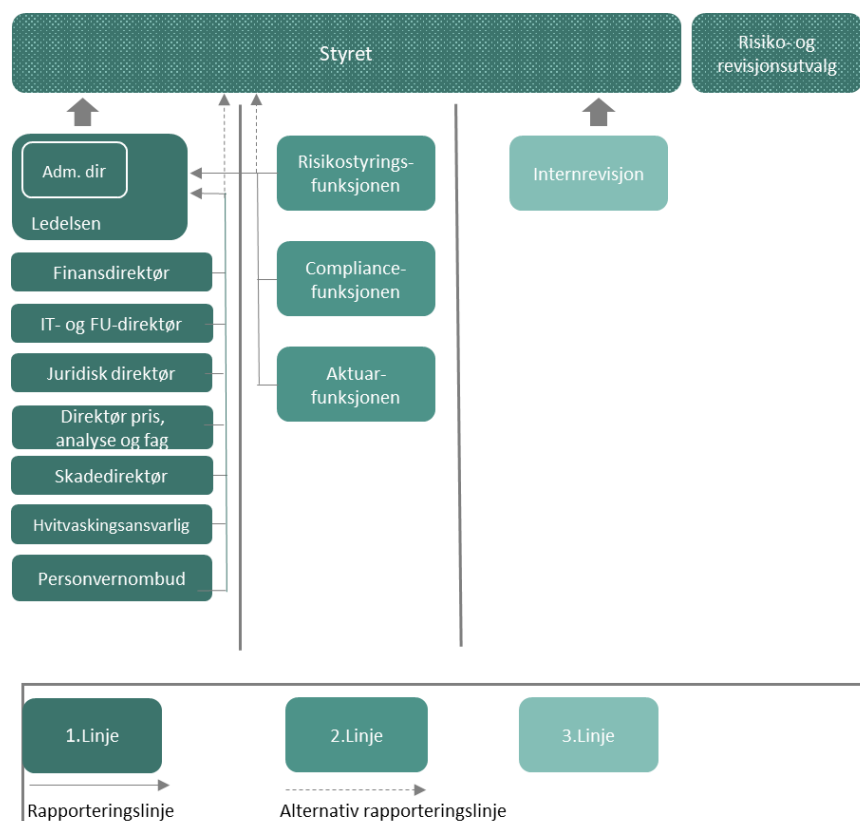 Styret
Risiko- og
revisjonsutvalg
Adm. dir
Ledelsen
Finansdirektør
IT- og FU-direktør
Juridisk direktør
Direktør pris,
analyse og fag
Skadedirektør
Hvitvaskingsansvarlig
Personvernombud
Risikostyrings-
funksjonen
Compliance-
funksjonen
Aktuar-
funksjonen
Internrevisjon
1.Linje
2.Linje
3.Linje
Rapporteringslinje
Alternativ rapporteringslinje